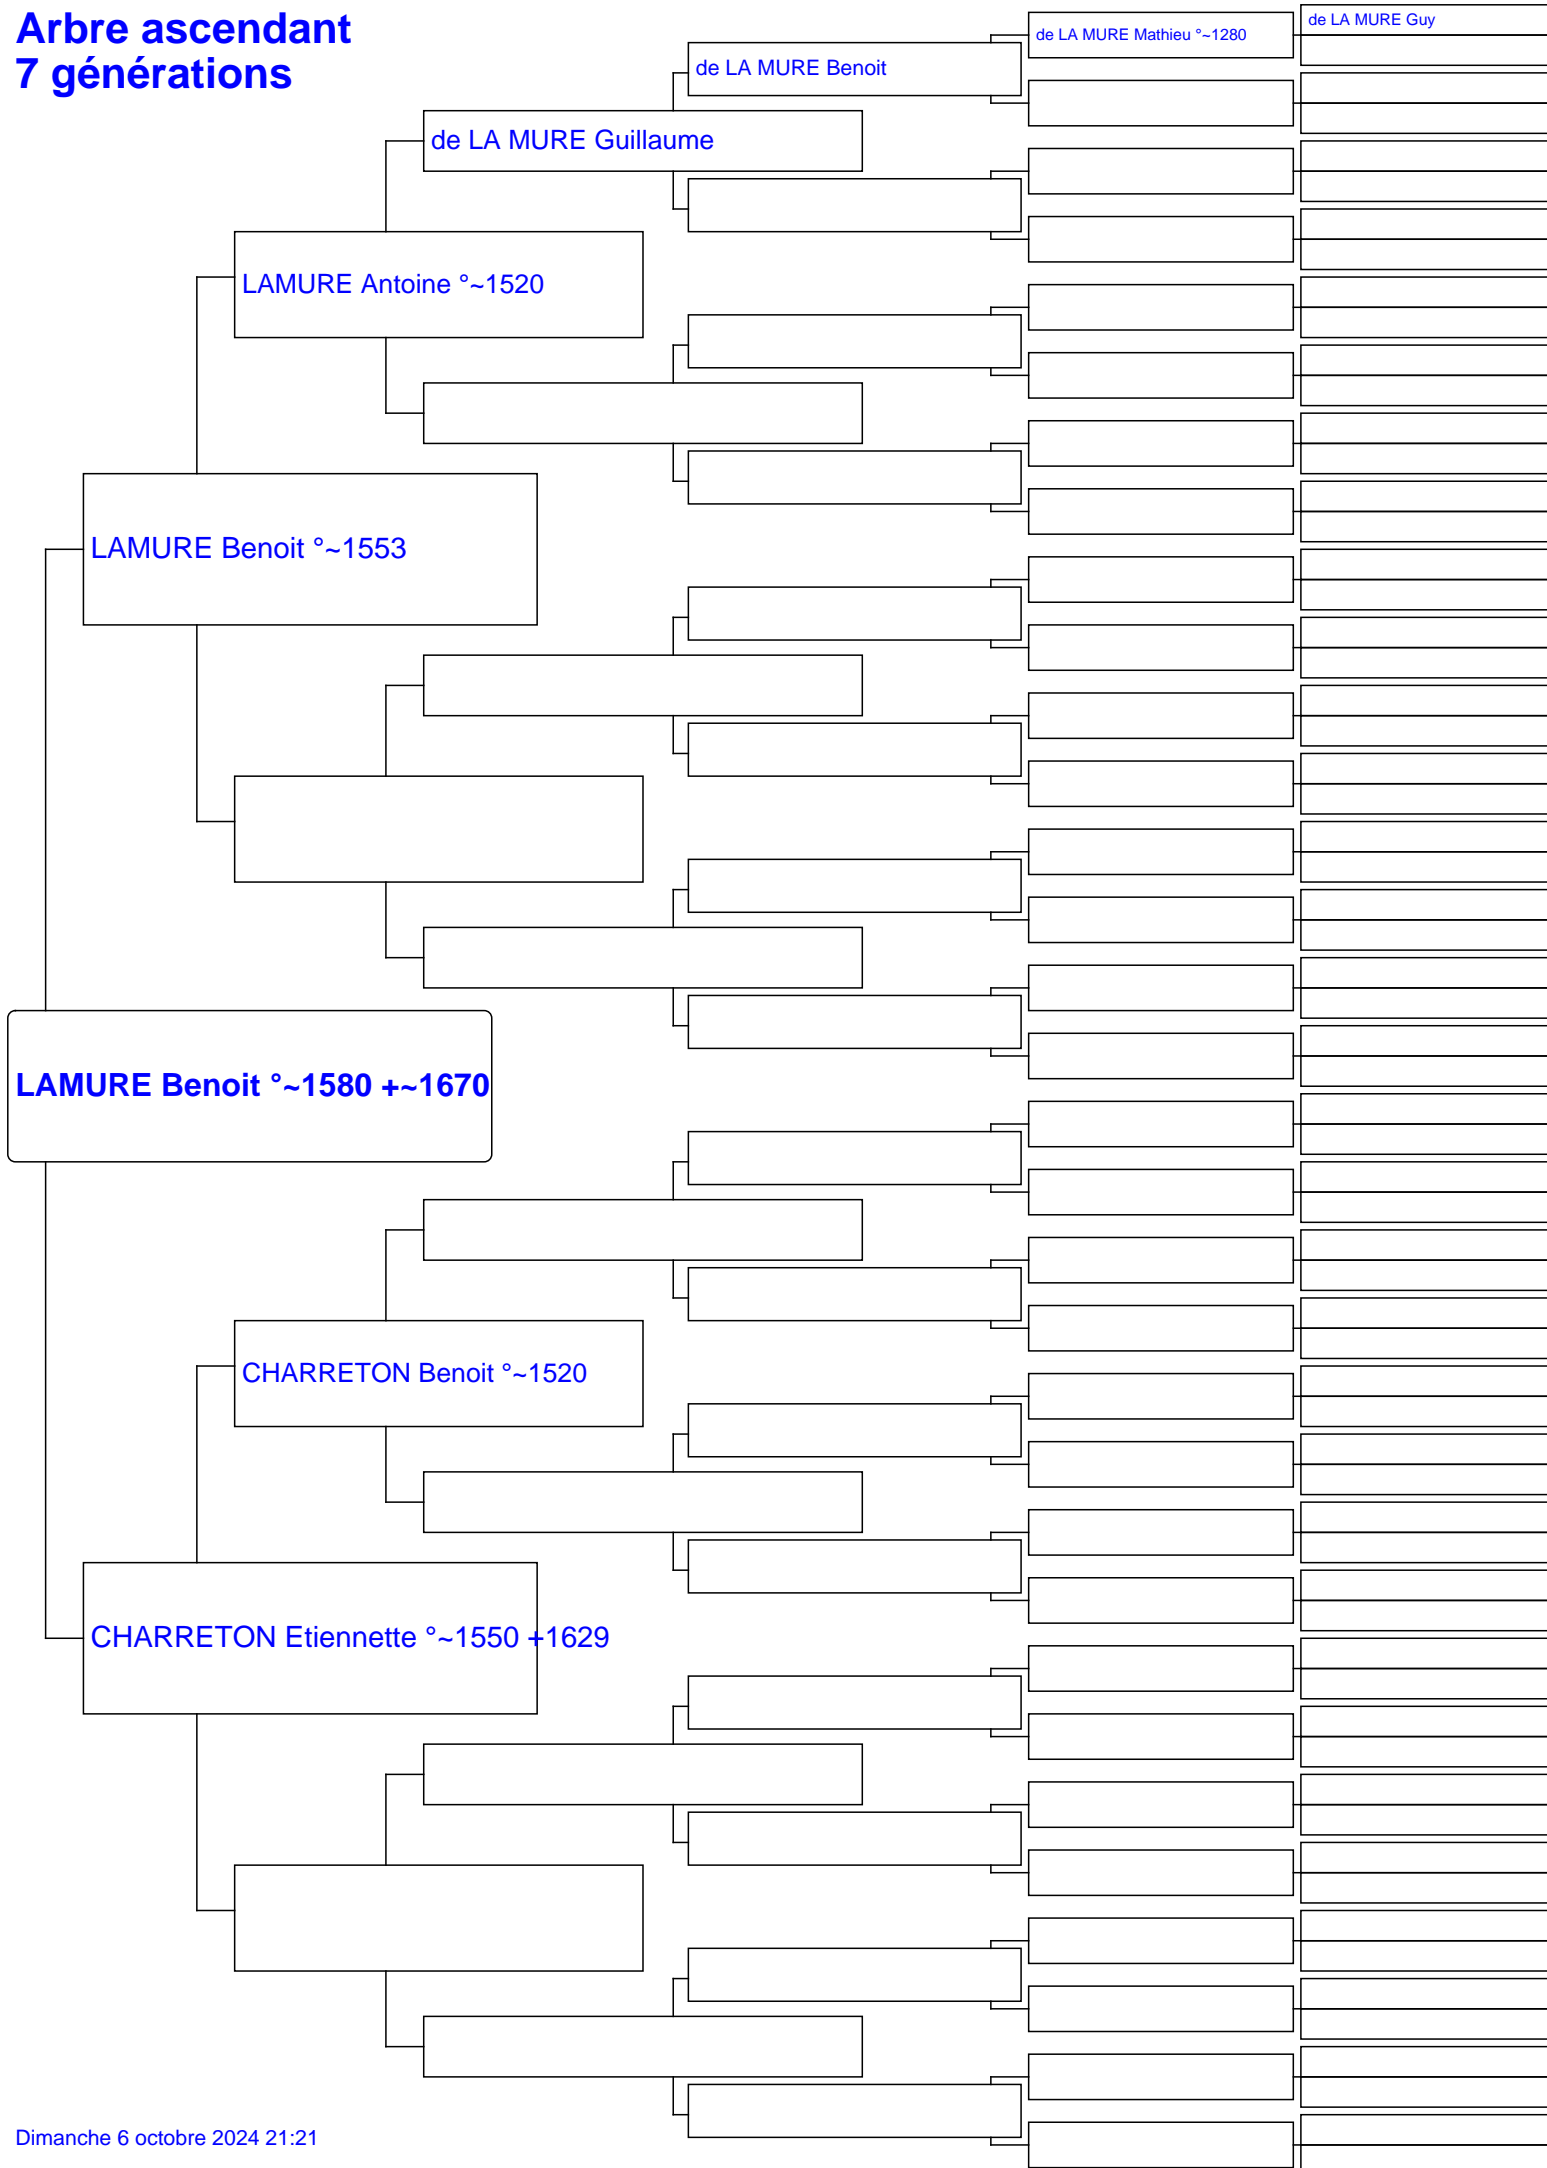 Arbre ascendant
7 générations
de LA MURE Guy
de LA MURE Mathieu °~1280
de LA MURE Benoit
de LA MURE Guillaume
LAMURE Antoine °~1520
LAMURE Benoit °~1553
LAMURE Benoit °~1580 +~1670
CHARRETON Benoit °~1520
CHARRETON Etiennette °~1550 +1629
Dimanche 6 octobre 2024 21:21